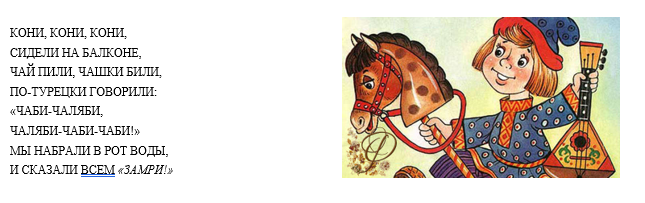 КОНИ, КОНИ, КОНИ,
СИДЕЛИ НА БАЛКОНЕ,
ЧАЙ ПИЛИ, ЧАШКИ БИЛИ,
ПО-ТУРЕЦКИ ГОВОРИЛИ:
«ЧАБИ-ЧАЛЯБИ,
ЧАЛЯБИ-ЧАБИ-ЧАБИ!»
МЫ НАБРАЛИ В РОТ ВОДЫ,
И СКАЗАЛИ ВСЕМ «ЗАМРИ!»